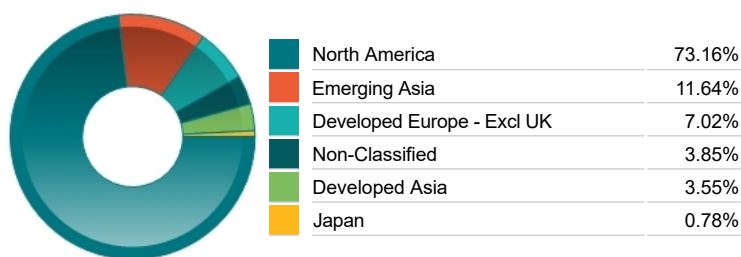 North America 73.16%
Emerging Asia 11.64%
Developed Europe - Excl UK 7.02%
Non-Classified 3.85%
Developed Asia 3.55%
Japan 0.78%